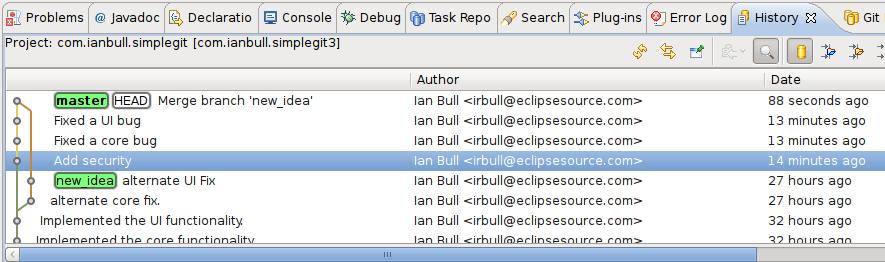 Problems @ Javadoc Declaratio Console Debug Task Repo Search Plug-ins Error Log History Git
Project: com.ianbull.simplegit [com.ianbull.simplegit3]
Author Date
master HEAD Merge branch 'new_idea' Ian Bull <irbull@eclipsesource.com> 88 seconds ago
Fixed a UI bug Ian Bull <irbull@eclipsesource.com> 13 minutes ago
Fixed a core bug Ian Bull <irbull@eclipsesource.com> 13 minutes ago
Add security Ian Bull <irbull@eclipsesource.com> 14 minutes ago
new_idea alternate UI Fix Ian Bull <irbull@eclipsesource.com> 27 hours ago
alternate core fix. Ian Bull <irbull@eclipsesource.com> 27 hours ago
Implemented the UI functionality. Ian Bull <irbull@eclipsesource.com> 32 hours ago
Implemented the core functionality Ian Bull <irbull@eclipsesource.com> 32 hours ago